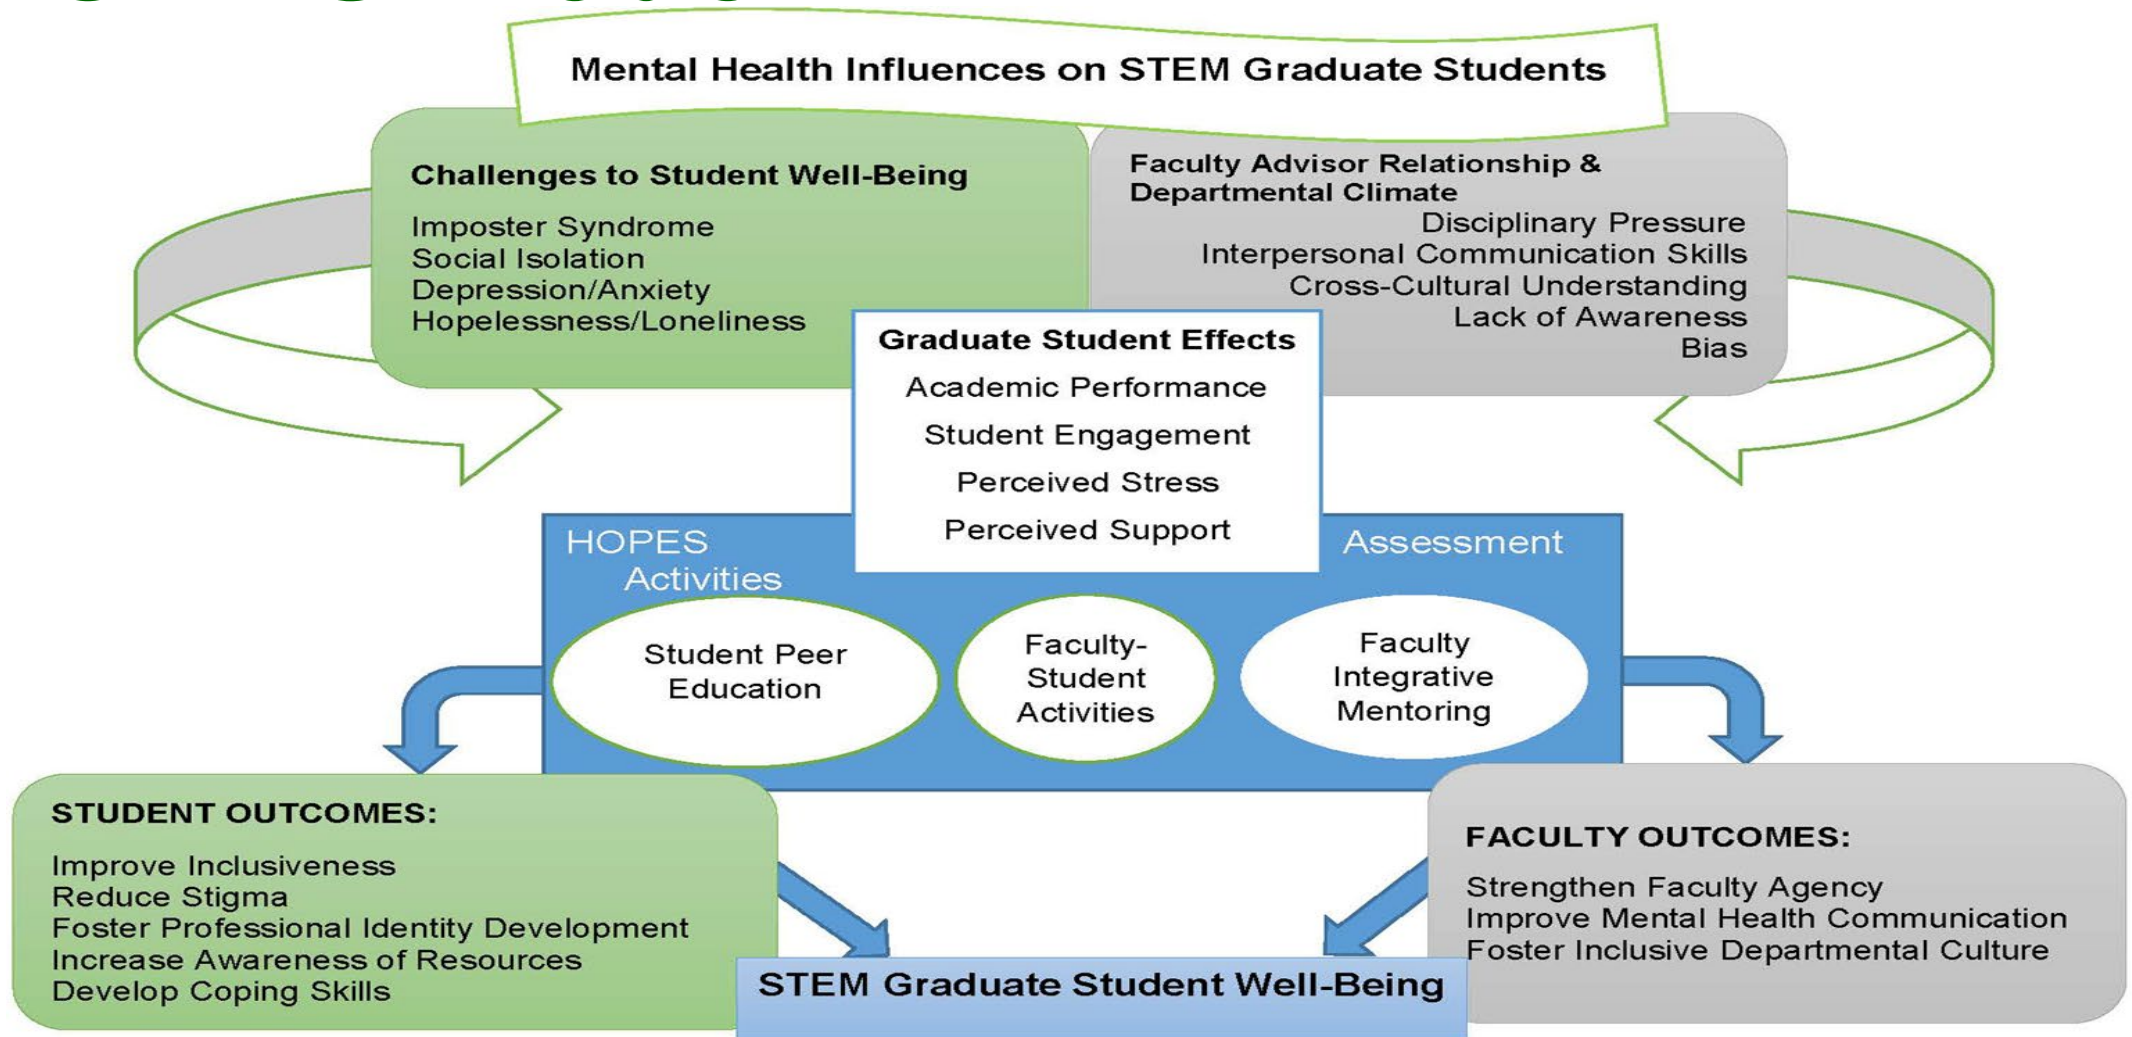 Mental Health Influences on STEM Graduate Students
Challenges to Student Well-Being
Imposter Syndrome
Social Isolation
Depression/Anxiety
Hopelessness/Loneliness
Faculty Advisor Relationship &
Departmental Climate
Disciplinary Pressure
Interpersonal Communication Skills
Cross-Cultural Understanding
Lack of Awareness
Bias
Graduate Student Effects
Academic Performance
Student Engagement
Perceived Stress
Perceived Support
HOPES
Activities
Assessment
Student Peer
Education
Faculty-
Student
Activities
Faculty
Integrative
Mentoring
STUDENT OUTCOMES:
Improve Inclusiveness
Reduce Stigma
Foster Professional Identity Development
Increase Awareness of Resources
Develop Coping Skills
FACULTY OUTCOMES:
Strengthen Faculty Agency
Improve Mental Health Communication
Foster Inclusive Departmental Culture
STEM Graduate Student Well-Being